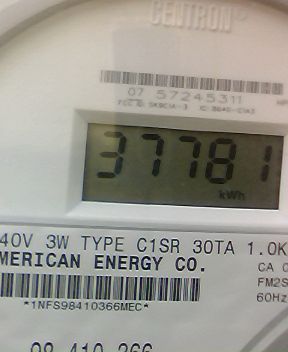 CENTRON®
07 57245311
37781
kWh
40V 3W TYPE C1SR 30TA 1.0K
MERICAN ENERGY CO.
CA 0
FM2S
60Hz
*1NFS98410366MEC*
98 410 366